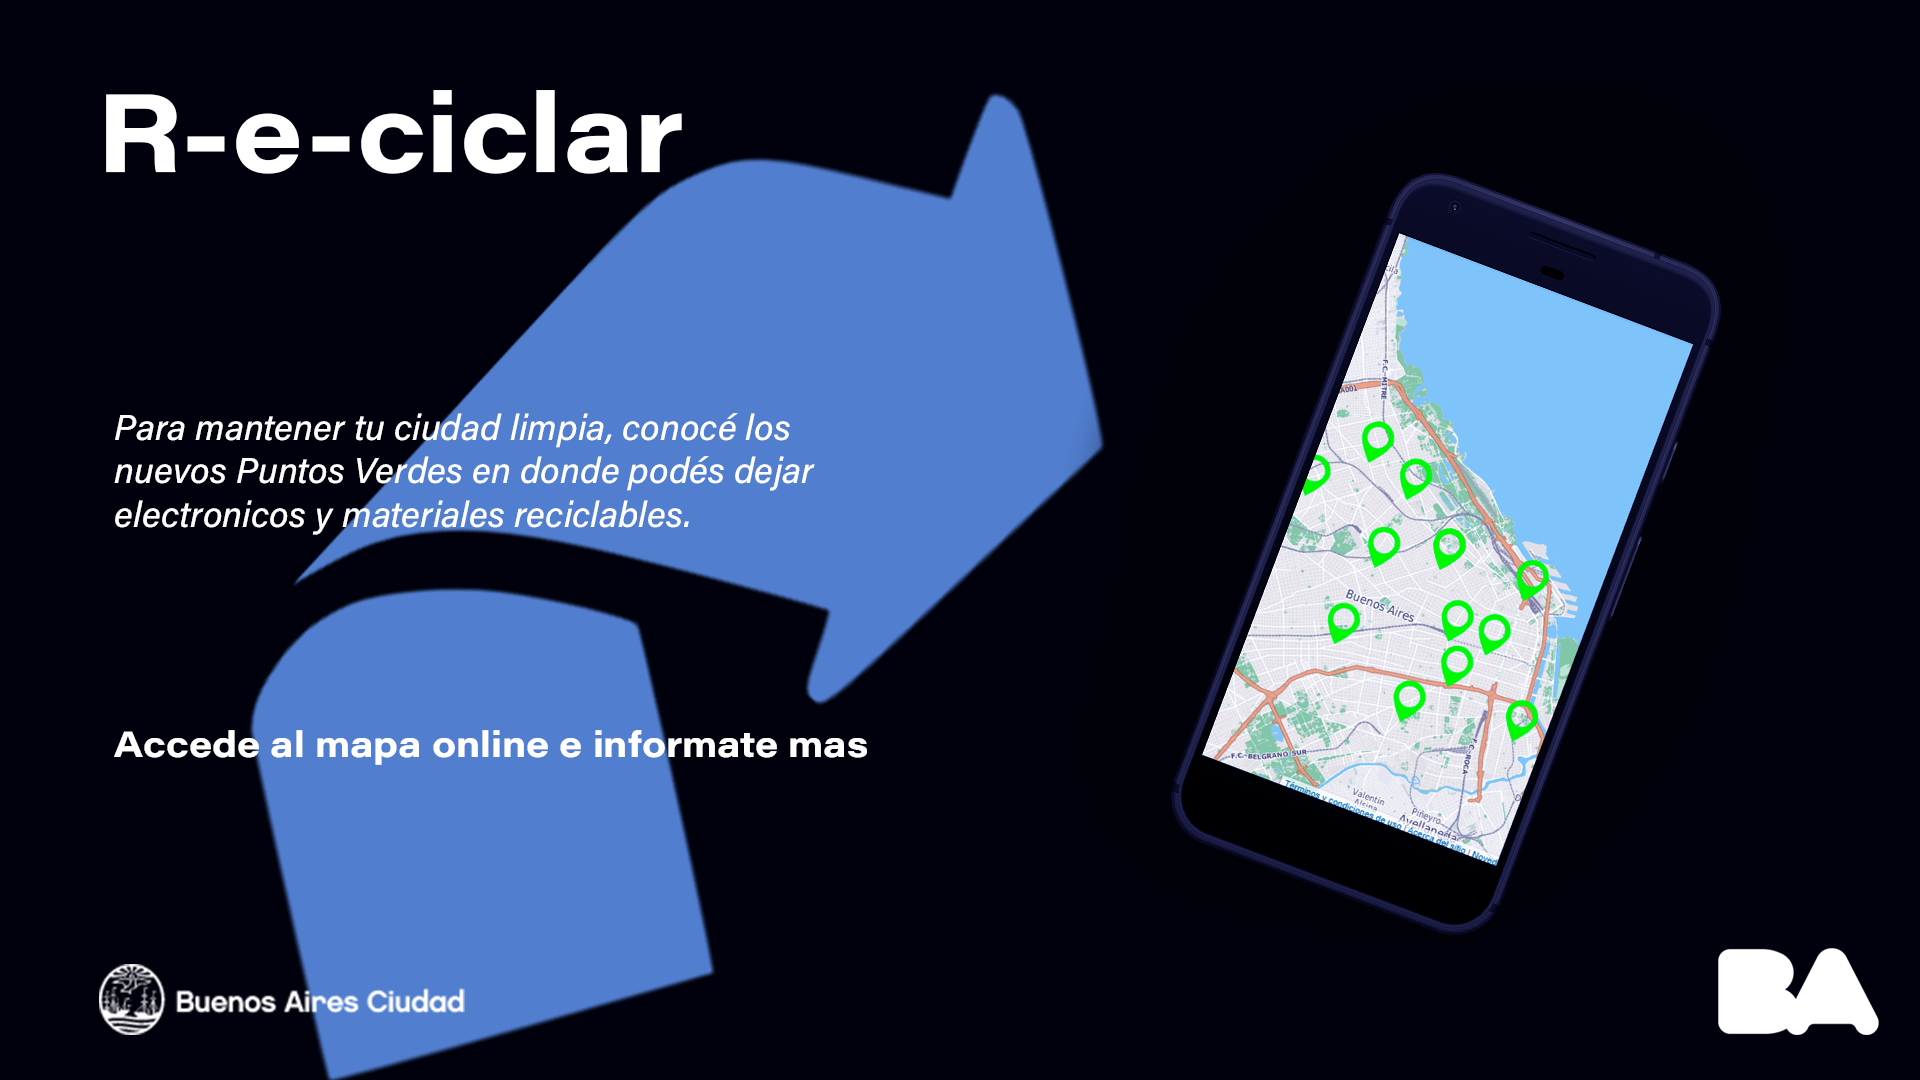 R-e-ciclar
Para mantener tu ciudad limpia, conocé los
nuevos Puntos Verdes en donde podés dejar
electronicos y materiales reciclables.
Accede al mapa online e informate mas
Buenos Aires Ciudad
A001
F.C. MITRE
Buenos Aires
F.C. BELGRANO SUR
F.C. ROCA
Valentín
Alsina
Piñeyro
Avellaneda
Términos y condiciones de uso | Acerca del sitio | Noved
BA